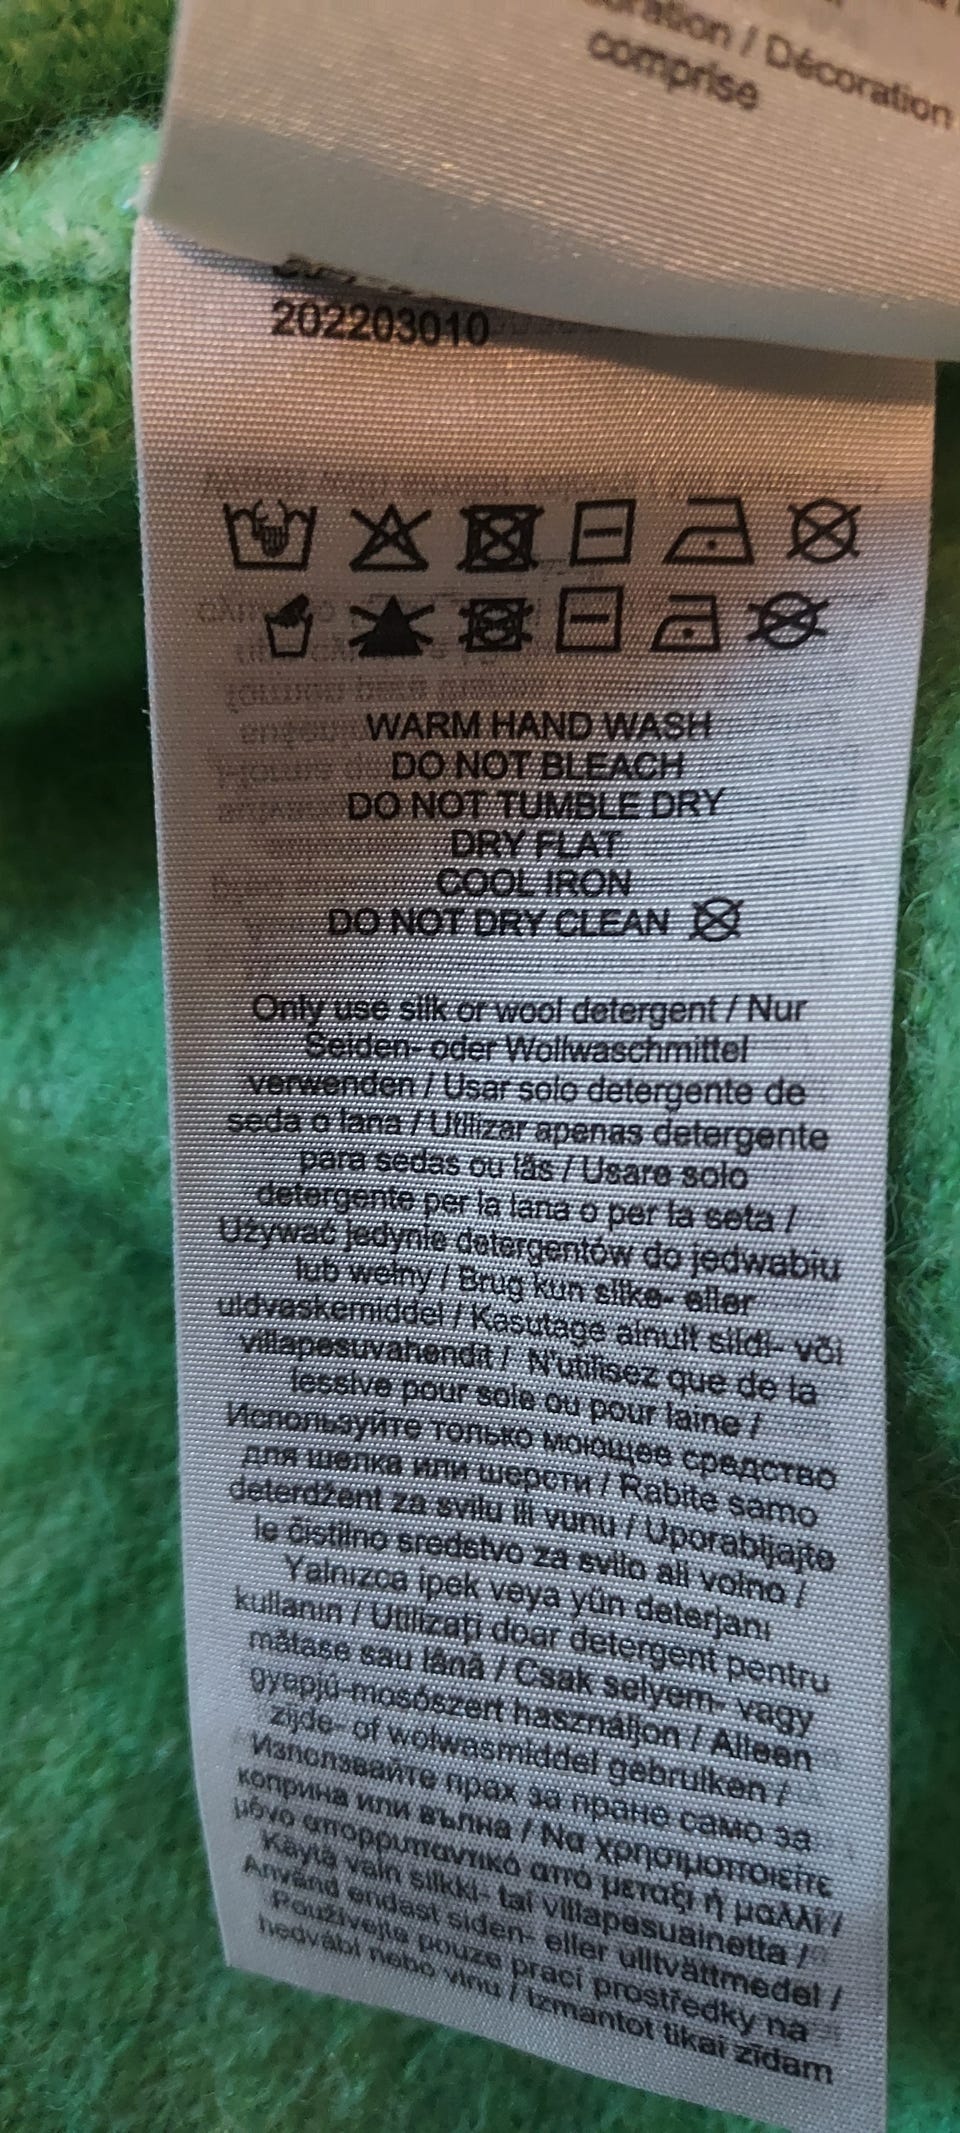 Décoration
comprise
202203010
WARM HAND WASH
DO NOT BLEACH
DO NOT TUMBLE DRY
DRY FLAT
COOL IRON
DO NOT DRY CLEAN
Only use silk or wool detergent / Nur
Seiden- oder Wollwaschmittel
verwenden / Usar solo detergente de
seda o lana / Utilizar apenas detergente
para sedas ou lãs / Usare solo
detergente per la lana o per la seta /
Używać jedynie detergentów do jedwabiu
lub wełny / Brug kun silke- eller
uldvaskemiddel / Kasutage ainult siidi- või
villapesuvahendit / N'utilisez que de la
lessive pour soie ou pour laine /
Используйте только моющее средство
для шелка или шерсти / Rabite samo
deterdžent za svilu ili vunu / Uporabljajte
le čistilno sredstvo za svilo ali volno /
Yalnızca ipek veya yün deterjanı
kullanın / Utilizați doar detergent pentru
mătase sau lână / Csak selyem- vagy
gyapjú-mosószert használjon / Alleen
zijde- of wolwasmiddel gebruiken /
Използвайте прах за пране само за
коприна или вълна / Να χρησιμοποιείτε
μόνο απορρυπαντικό από μετάξι ή μαλλί /
Käytä vain silkki- tai villapesuainetta /
Använd endast siden- eller ulltvättmedel /
Používejte pouze prací prostředky na
hedvábí nebo vlnu / Izmantot tikai zīdam